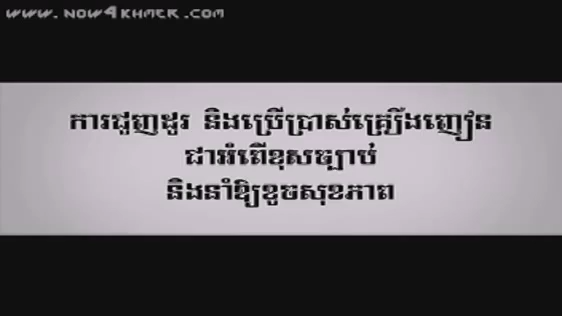 www.now4khmer.com
ការជួញដូរ និងប្រើប្រាស់គ្រឿងញៀន
ជាអំពើខុសច្បាប់
និងនាំឱ្យខូចសុខភាព